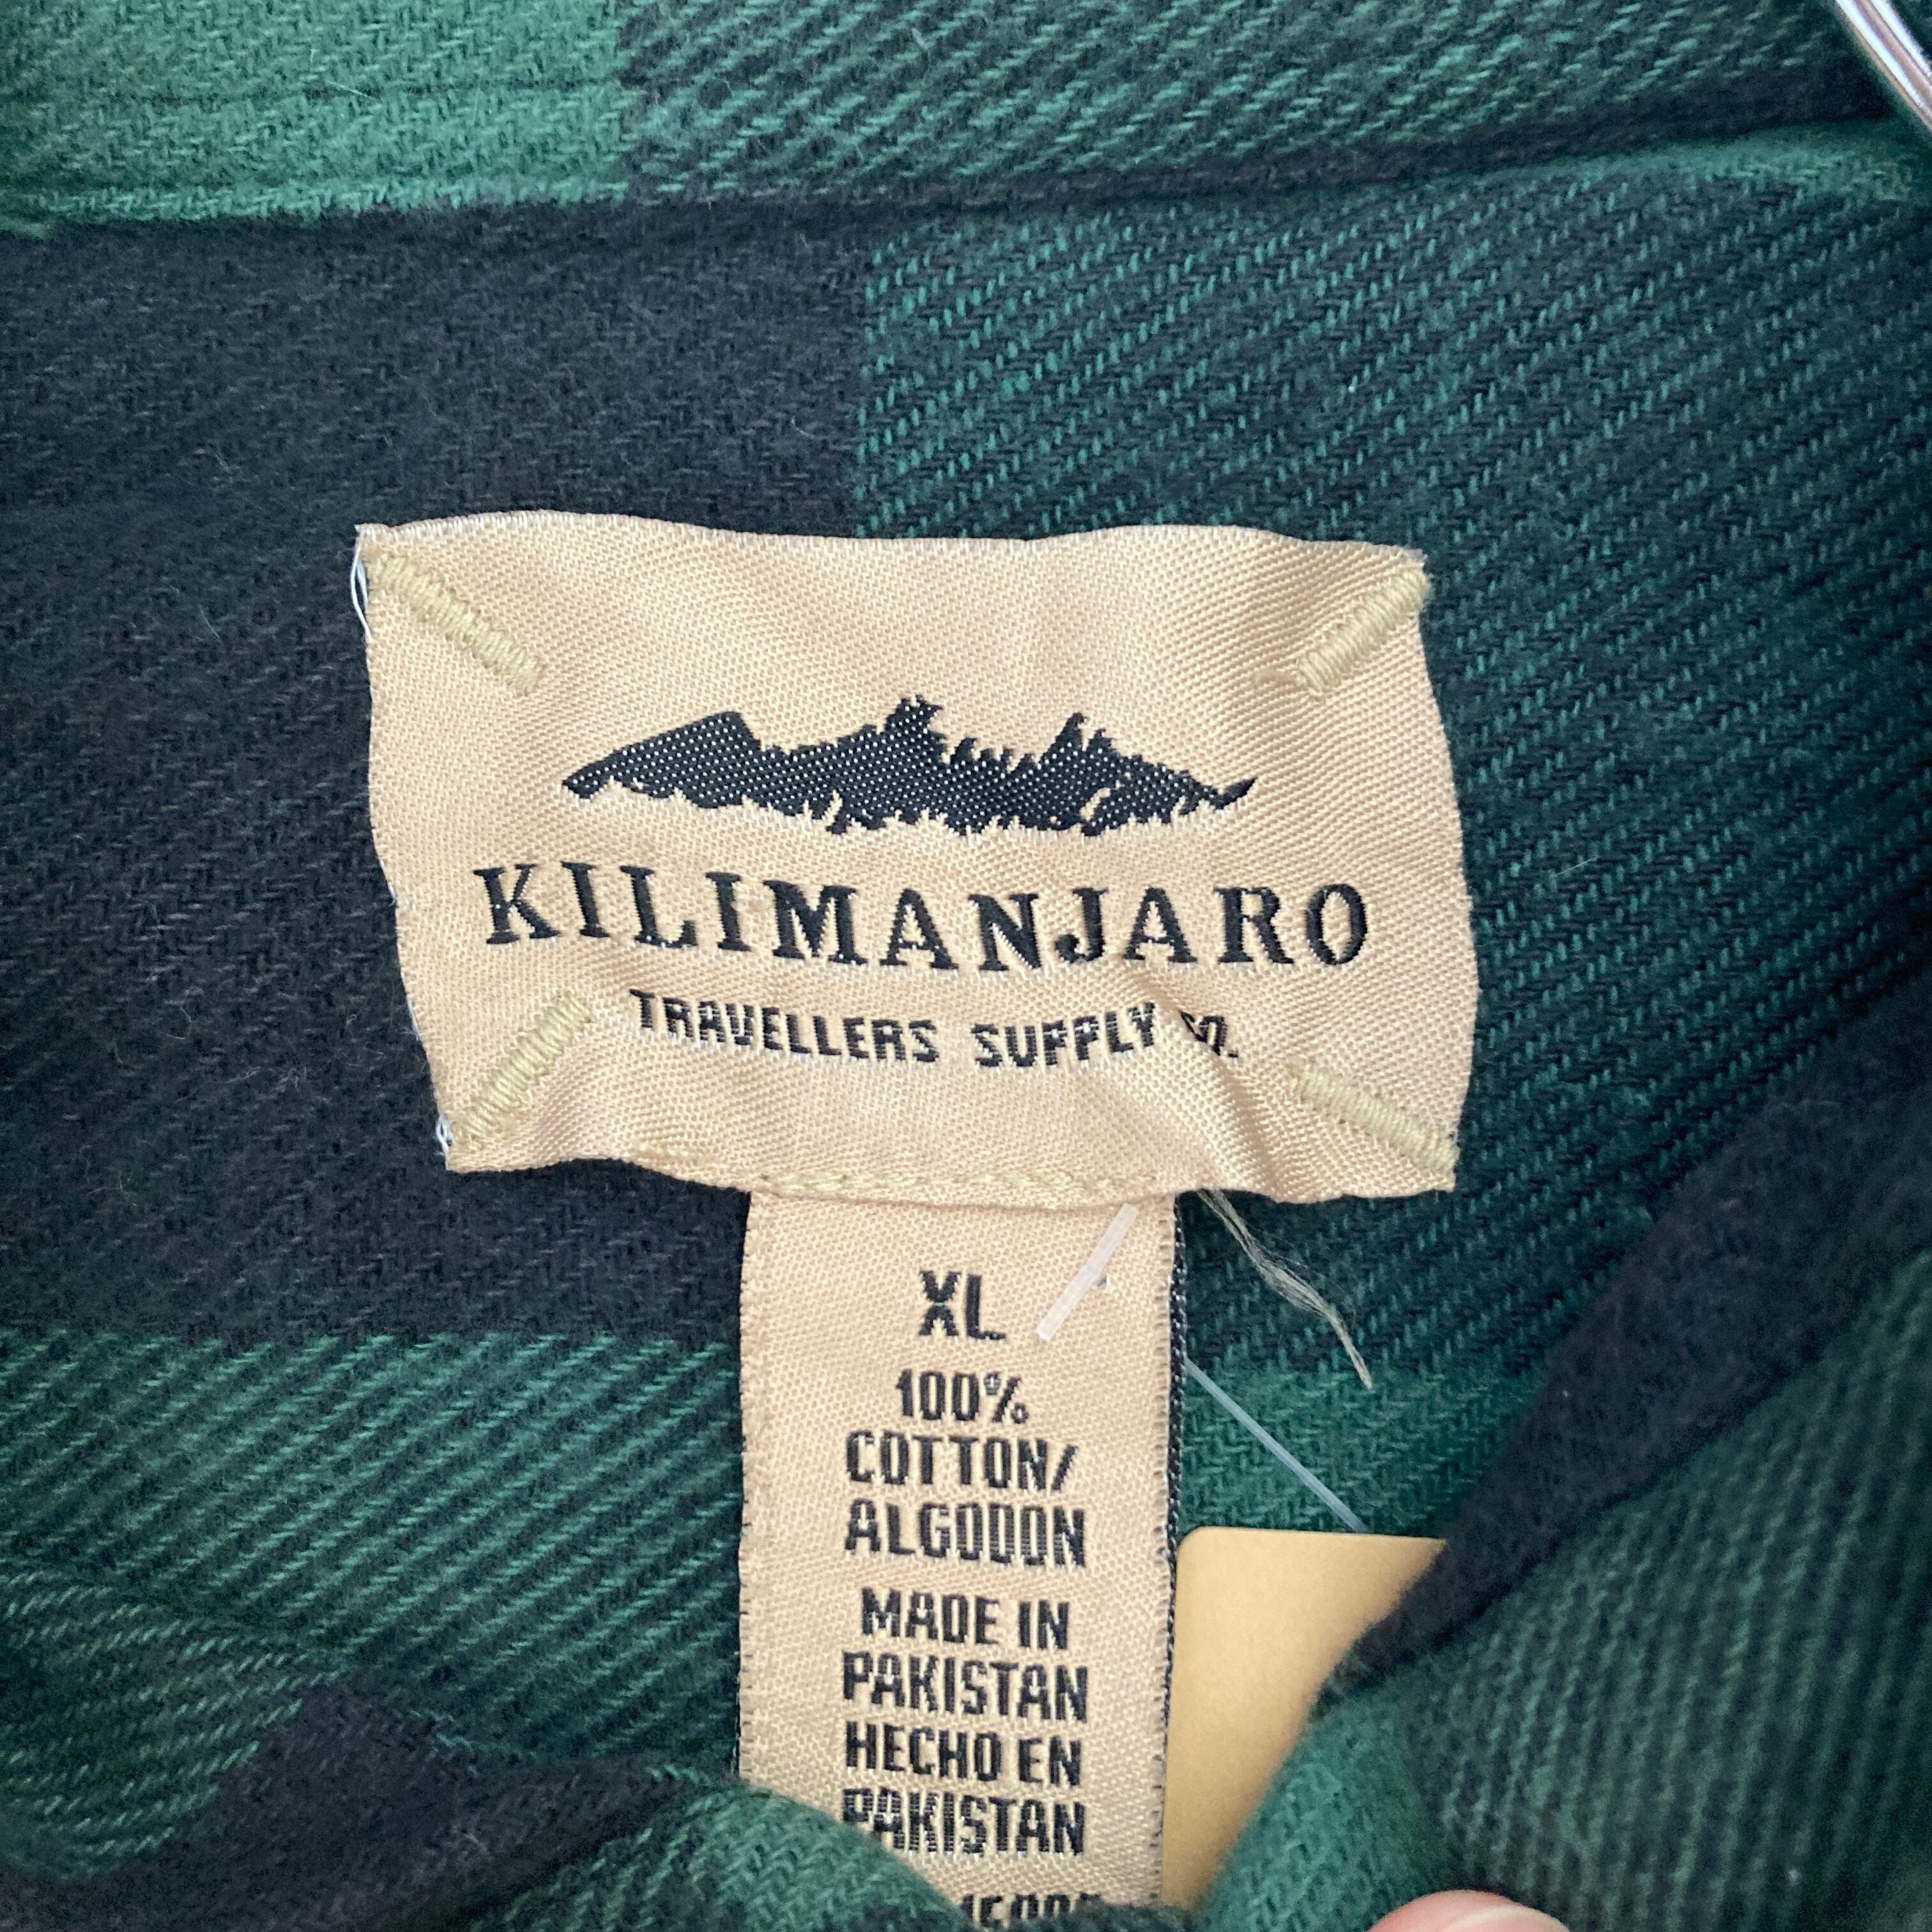 KILIMANJARO
TRAVELLERS SUPPLY CO.
XL
100%
COTTON/
ALGODON
MADE IN
PAKISTAN
HECHO EN
PAKISTAN